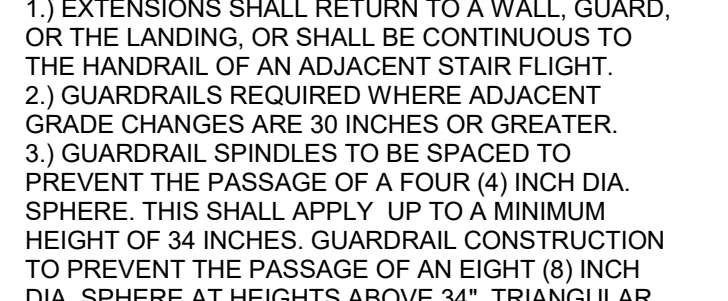 1.) EXTENSIONS SHALL RETURN TO A WALL, GUARD,
OR THE LANDING, OR SHALL BE CONTINUOUS TO
THE HANDRAIL OF AN ADJACENT STAIR FLIGHT.
2.) GUARDRAILS REQUIRED WHERE ADJACENT
GRADE CHANGES ARE 30 INCHES OR GREATER.
3.) GUARDRAIL SPINDLES TO BE SPACED TO
PREVENT THE PASSAGE OF A FOUR (4) INCH DIA.
SPHERE. THIS SHALL APPLY  UP TO A MINIMUM
HEIGHT OF 34 INCHES. GUARDRAIL CONSTRUCTION
TO PREVENT THE PASSAGE OF AN EIGHT (8) INCH
DIA. SPHERE AT HEIGHTS ABOVE 34". TRIANGULAR